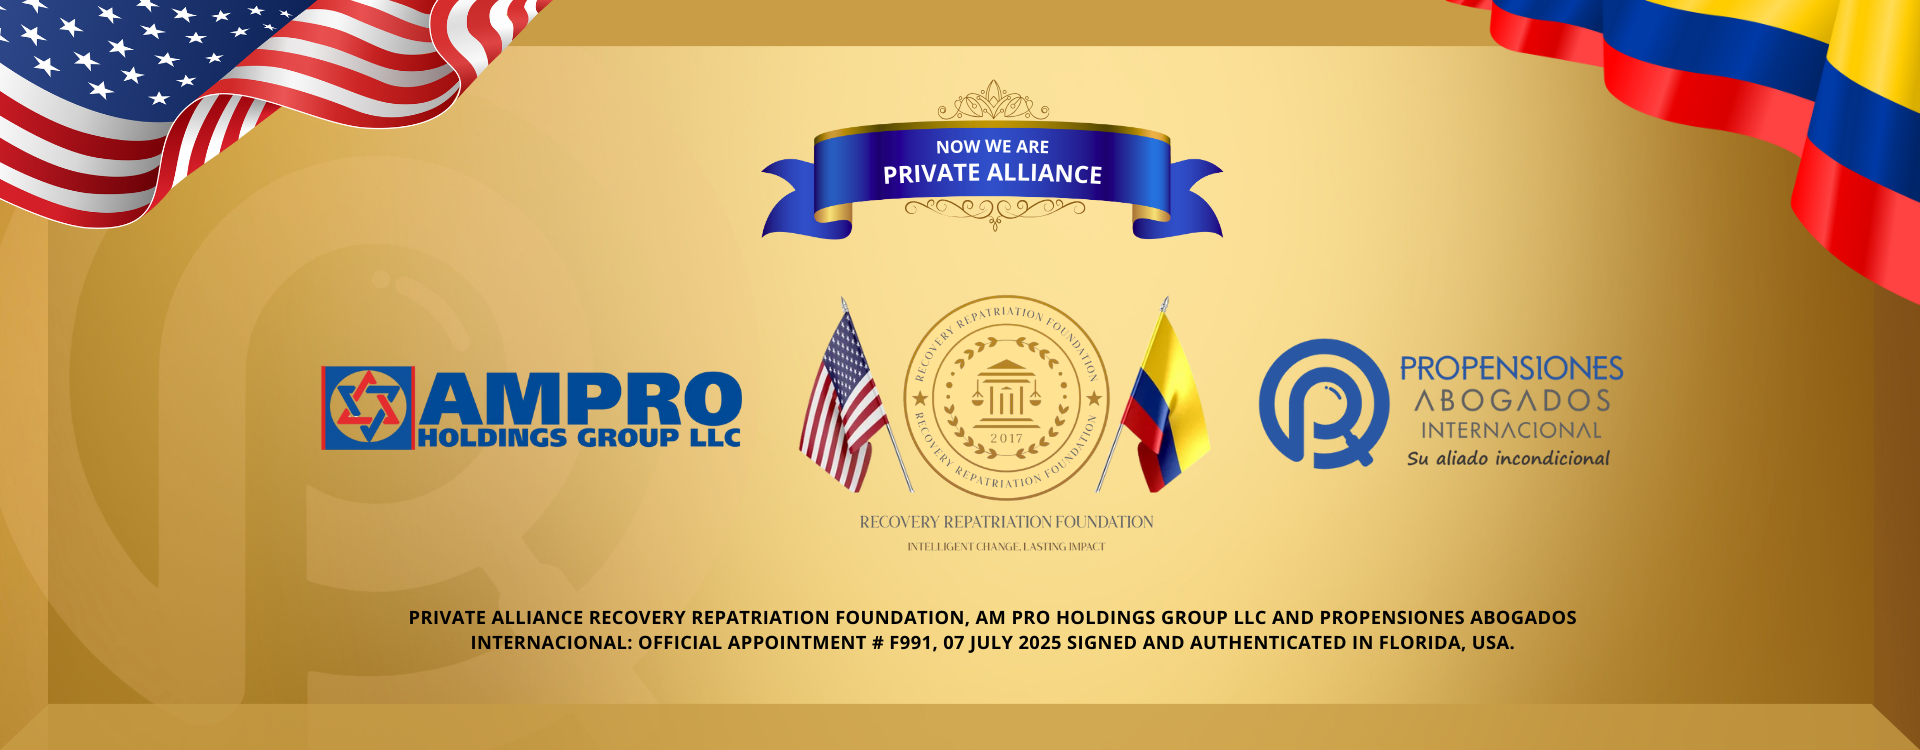 NOW WE ARE
PRIVATE ALLIANCE
AMPRO
HOLDINGS GROUP LLC
RECOVERY REPATRIATION FOUNDATION
2017
RECOVERY REPATRIATION FOUNDATION
RECOVERY REPATRIATION FOUNDATION
INTELLIGENT CHANGE, LASTING IMPACT
PROPENSIONES
ABOGADOS
INTERNACIONAL
Su aliado incondicional
PRIVATE ALLIANCE RECOVERY REPATRIATION FOUNDATION, AM PRO HOLDINGS GROUP LLC AND PROPENSIONES ABOGADOS
INTERNACIONAL: OFFICIAL APPOINTMENT # F991, 07 JULY 2025 SIGNED AND AUTHENTICATED IN FLORIDA, USA.